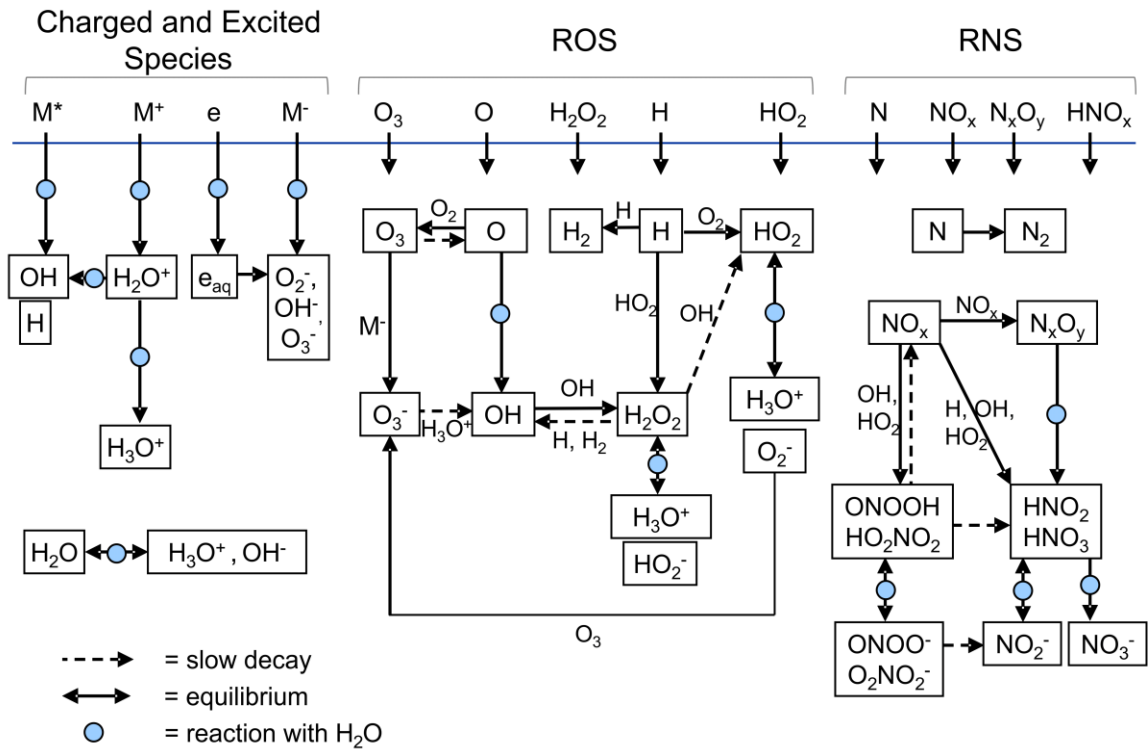 Charged and Excited
Species
ROS
RNS
M*
M⁺
e
M⁻
O₃
O
H₂O₂
H
HO₂
N
NOₓ
NₓOᵧ
HNOₓ
O₃
O₂
O
H₂
H
H
O₂
HO₂
N
N₂
OH
H
H₂O⁺
eₐq
O₂⁻,
OH⁻,
O₃⁻
M⁻
HO₂
OH
NOₓ
NOₓ
NₓOᵧ
H₃O⁺
O₃⁻
H₃O⁺
OH
OH
H, H₂
H₂O₂
H₃O⁺
O₂⁻
OH,
HO₂
H, OH,
HO₂
H₂O
H₃O⁺, OH⁻
H₃O⁺
HO₂⁻
ONOOH
HO₂NO₂
HNO₂
HNO₃
O₃
ONOO⁻
O₂NO₂⁻
NO₂⁻
NO₃⁻
= slow decay
= equilibrium
= reaction with H₂O